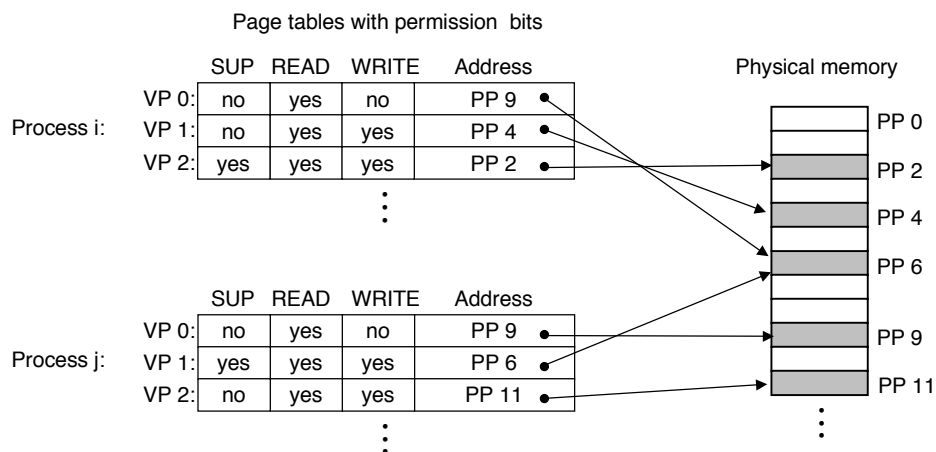 Page tables with permission bits
SUP READ WRITE Address
Physical memory
VP 0: no yes no PP 9
Process i: VP 1: no yes yes PP 4
VP 2: yes yes yes PP 2
PP 0
PP 2
PP 4
PP 6
PP 9
PP 11
SUP READ WRITE Address
VP 0: no yes no PP 9
Process j: VP 1: yes yes yes PP 6
VP 2: no yes yes PP 11